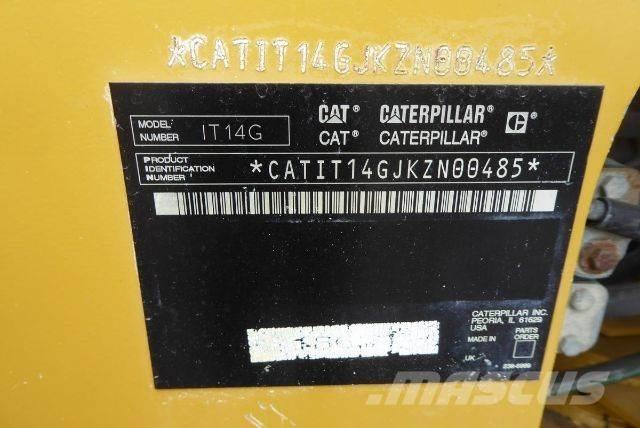 *CATIT14GJKZN00485*
MODEL NUMBER IT14G
CAT CATERPILLAR
CAT® CATERPILLAR®
PRODUCT IDENTIFICATION NUMBER *CATIT14GJKZN00485*
CATERPILLAR INC.
PEORIA, IL 61629
USA
MADE IN
PARTS ORDER
UK
MASCUS